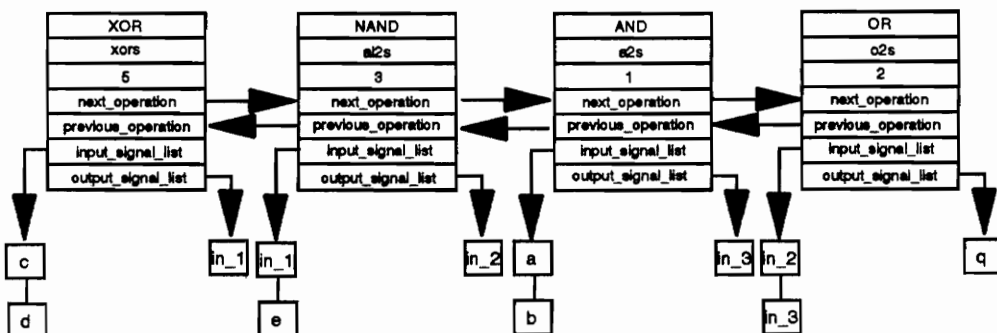 XOR
xors
5
next_operation
previous_operation
input_signal_list
output_signal_list
c
d
in_1
NAND
al2s
3
next_operation
previous_operation
input_signal_list
output_signal_list
in_1
e
in_2
AND
a2s
1
next_operation
previous_operation
input_signal_list
output_signal_list
a
b
in_3
OR
o2s
2
next_operation
previous_operation
input_signal_list
output_signal_list
in_2
in_3
q